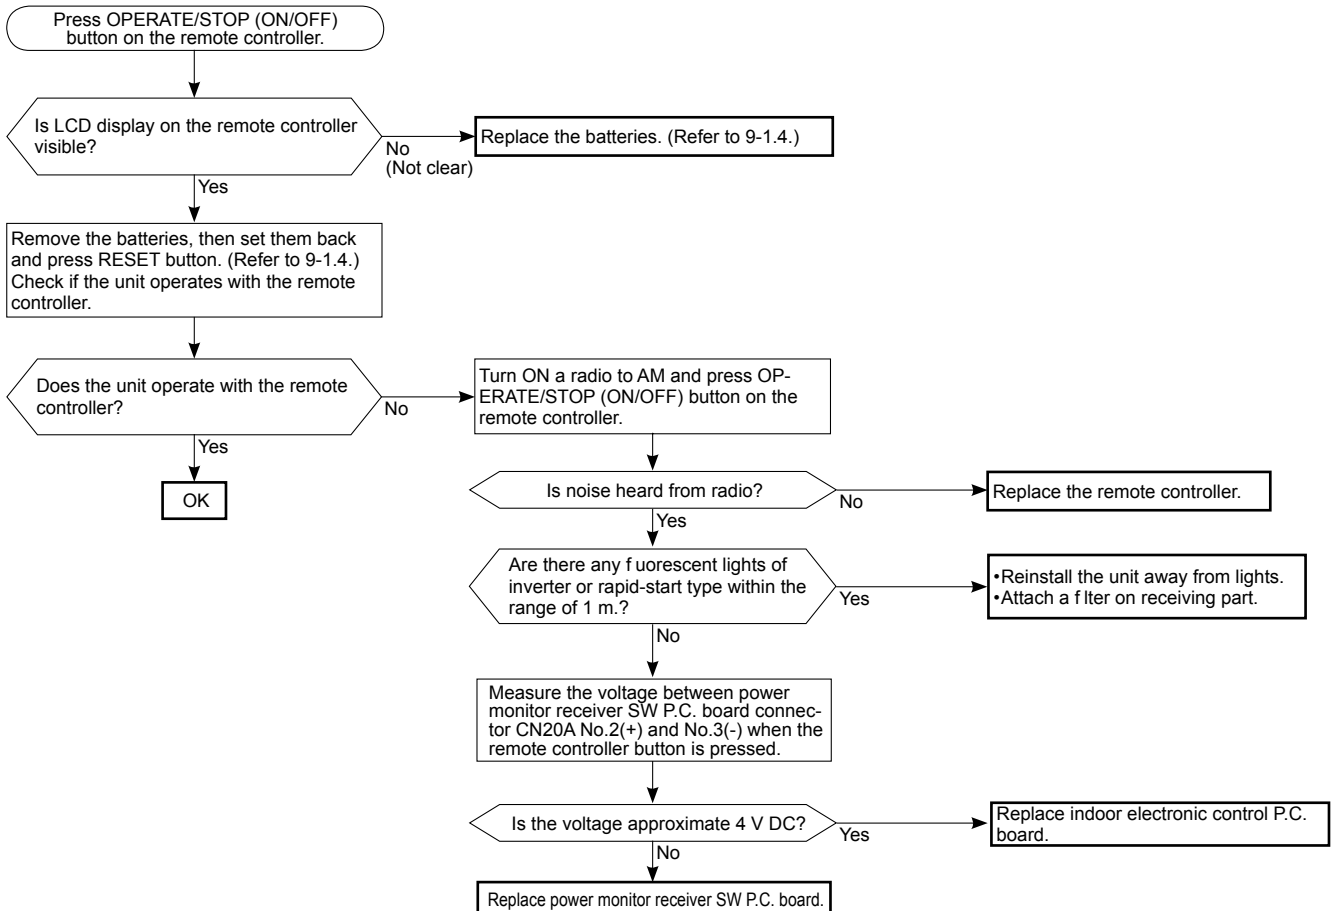 Press OPERATE/STOP (ON/OFF)
button on the remote controller.
Is LCD display on the remote controller
visible?
No
(Not clear)
Replace the batteries. (Refer to 9-1.4.)
Yes
Remove the batteries, then set them back
and press RESET button. (Refer to 9-1.4.)
Check if the unit operates with the remote
controller.
Does the unit operate with the remote
controller?
No
Yes
OK
Turn ON a radio to AM and press OP-
ERATE/STOP (ON/OFF) button on the
remote controller.
Is noise heard from radio?
No
Replace the remote controller.
Yes
Are there any f uorescent lights of
inverter or rapid-start type within the
range of 1 m.?
Yes
•Reinstall the unit away from lights.
•Attach a f lter on receiving part.
No
Measure the voltage between power
monitor receiver SW P.C. board connec-
tor CN20A No.2(+) and No.3(-) when the
remote controller button is pressed.
Is the voltage approximate 4 V DC?
Yes
Replace indoor electronic control P.C.
board.
No
Replace power monitor receiver SW P.C. board.